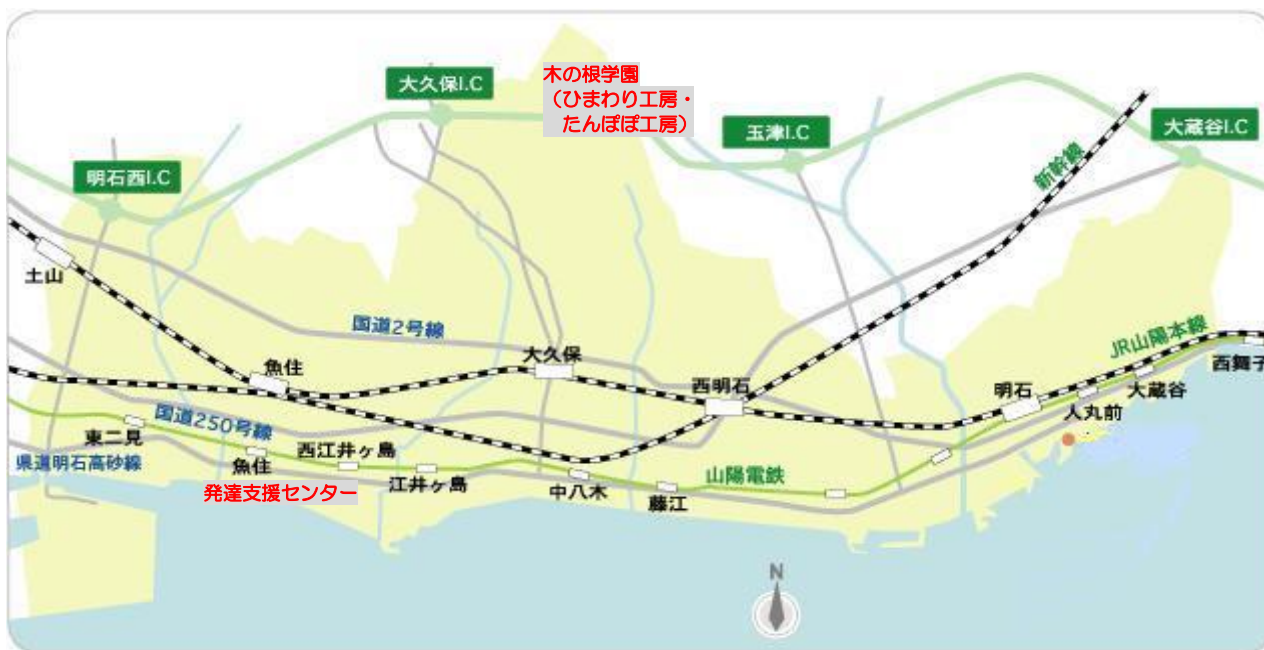 木の根学園
（ひまわり工房・
たんぽぽ工房）
大久保I.C
玉津I.C
大蔵谷I.C
明石西I.C
新幹線
土山
国道2号線
魚住
大久保
西明石
明石
JR山陽本線
大蔵谷
西舞子
人丸前
国道250号線
東二見
県道明石高砂線
魚住
西江井ヶ島
江井ヶ島
中八木
藤江
山陽電鉄
発達支援センター
N